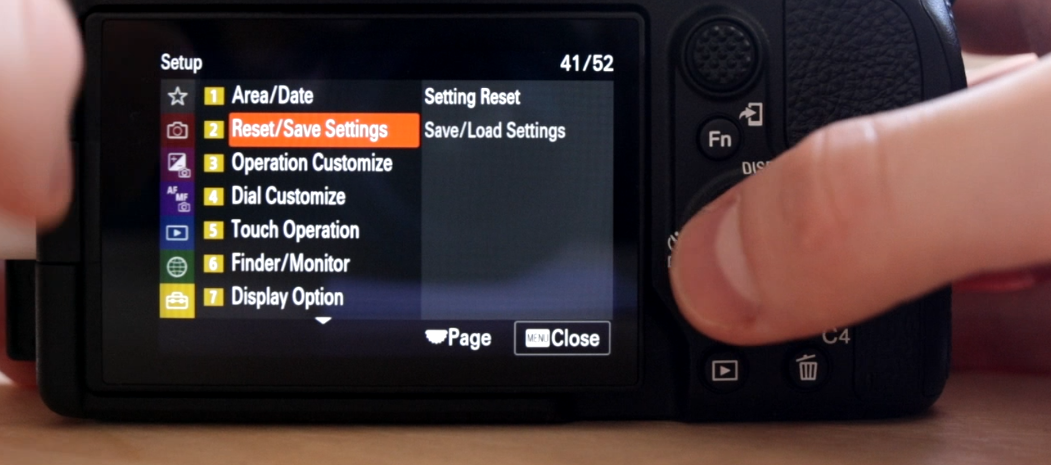 Setup
41/52
1 Area/Date
Setting Reset
2 Reset/Save Settings
Save/Load Settings
3 Operation Customize
AF MF
4 Dial Customize
5 Touch Operation
6 Finder/Monitor
7 Display Option
Page
MENU Close
Fn
C4